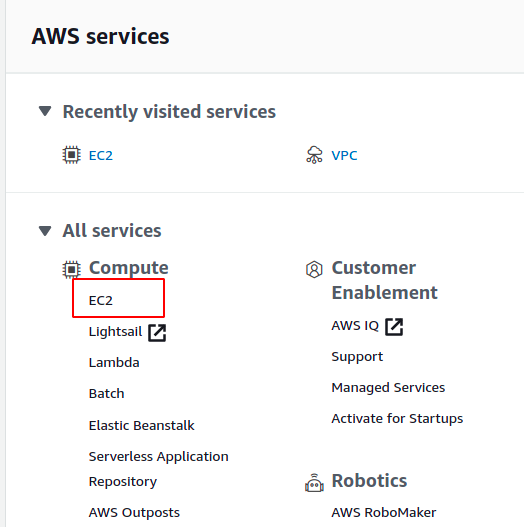 AWS services
Recently visited services
EC2
VPC
All services
Compute
EC2
Lightsail
Lambda
Batch
Elastic Beanstalk
Serverless Application
Repository
AWS Outposts
Customer
Enablement
AWS IQ
Support
Managed Services
Activate for Startups
Robotics
AWS RoboMaker